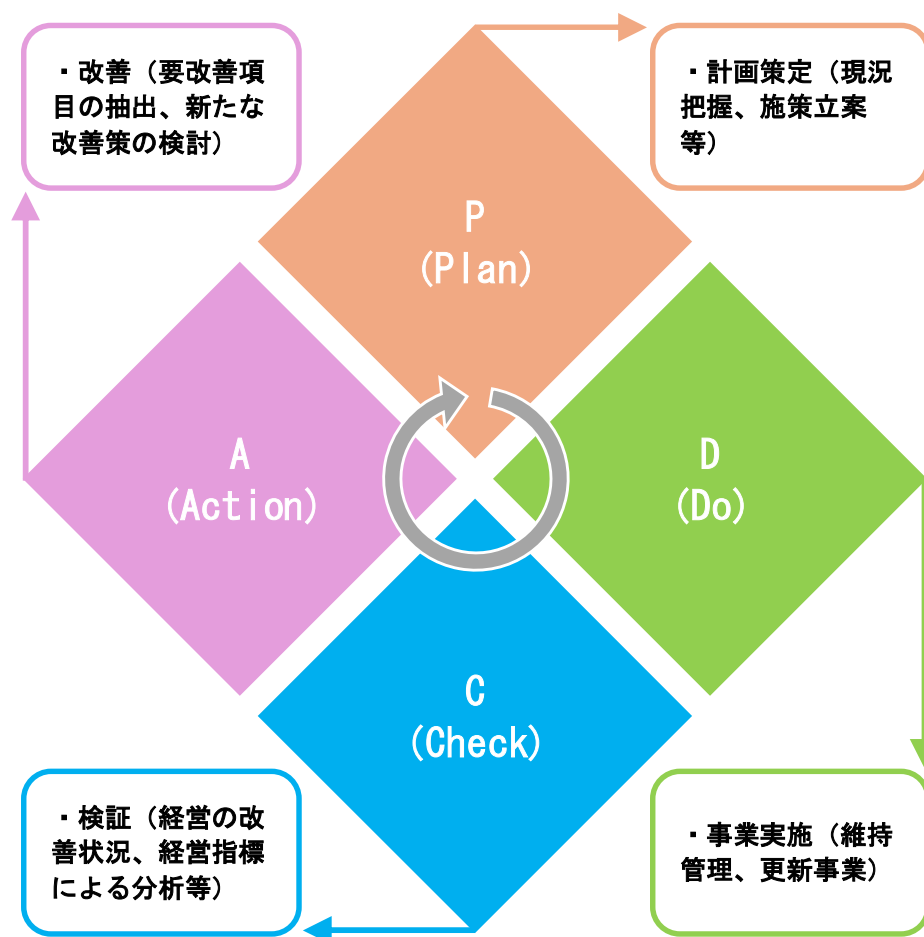 ・改善（要改善項
目の抽出、新たな
改善策の検討）
・計画策定（現況
把握、施策立案
等）
P
(Plan)
A
(Action)
D
(Do)
C
(Check)
・検証（経営の改
善状況、経営指標
による分析等）
・事業実施（維持
管理、更新事業）